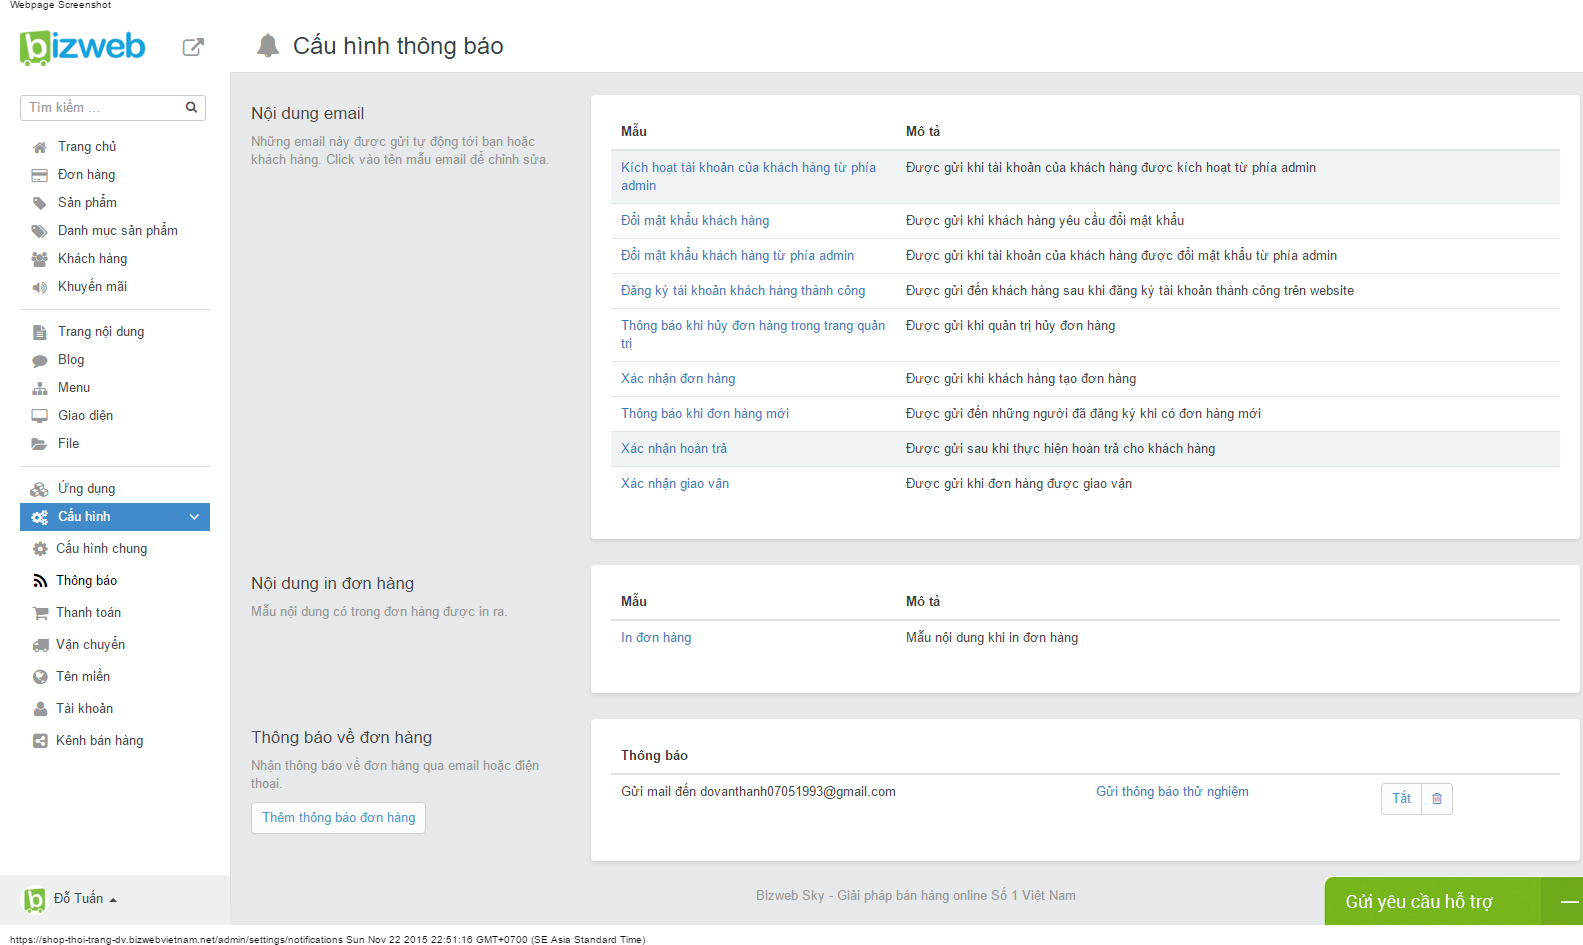 Webpage Screenshot
bizweb
Cấu hình thông báo
Tìm kiếm ...
Trang chủ
Đơn hàng
Sản phẩm
Danh mục sản phẩm
Khách hàng
Khuyến mãi
Trang nội dung
Blog
Menu
Giao diện
File
Ứng dụng
Cấu hình
Cấu hình chung
Thông báo
Thanh toán
Vận chuyển
Tên miền
Tài khoản
Kênh bán hàng
Đỗ Tuấn
Nội dung email
Những email này được gửi tự động tới bạn hoặc
khách hàng. Click vào tên mẫu email để chỉnh sửa.
Mẫu Mô tả
Kích hoạt tài khoản của khách hàng từ phía Được gửi khi tài khoản của khách hàng được kích hoạt từ phía admin
admin
Đổi mật khẩu khách hàng Được gửi khi khách hàng yêu cầu đổi mật khẩu
Đổi mật khẩu khách hàng từ phía admin Được gửi khi tài khoản của khách hàng được đổi mật khẩu từ phía admin
Đăng ký tài khoản khách hàng thành công Được gửi đến khách hàng sau khi đăng ký tài khoản thành công trên website
Thông báo khi hủy đơn hàng trong trang quản Được gửi khi quản trị hủy đơn hàng
trị
Xác nhận đơn hàng Được gửi khi khách hàng tạo đơn hàng
Thông báo khi đơn hàng mới Được gửi đến những người đã đăng ký khi có đơn hàng mới
Xác nhận hoàn trả Được gửi sau khi thực hiện hoàn trả cho khách hàng
Xác nhận giao vận Được gửi khi đơn hàng được giao vận
Nội dung in đơn hàng
Mẫu nội dung có trong đơn hàng được in ra.
Mẫu Mô tả
In đơn hàng Mẫu nội dung khi in đơn hàng
Thông báo về đơn hàng
Nhận thông báo về đơn hàng qua email hoặc điện
thoại.
Thêm thông báo đơn hàng
Thông báo
Gửi mail đến dovanthanh07051993@gmail.com Gửi thông báo thử nghiệm Tắt
Bizweb Sky - Giải pháp bán hàng online Số 1 Việt Nam
Gửi yêu cầu hỗ trợ
https://shop-thoi-trang-dv.bizwebvietnam.net/admin/settings/notifications Sun Nov 22 2015 22:51:16 GMT+0700 (SE Asia Standard Time)